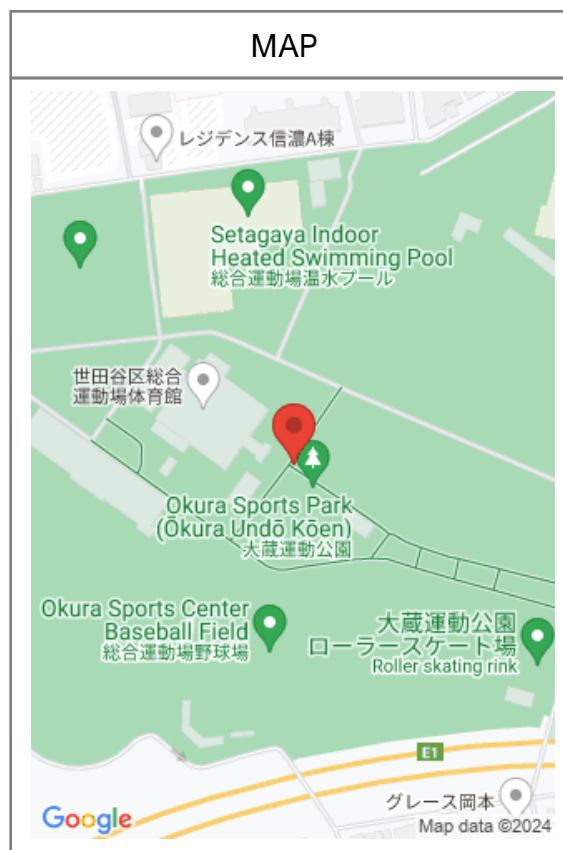 MAP
レジデンス信濃A棟
Setagaya Indoor
Heated Swimming Pool
総合運動場温水プール
世田谷区総合
運動場体育館
Okura Sports Park
(Ōkura Undō Kōen)
大蔵運動公園
Okura Sports Center
Baseball Field
総合運動場野球場
大蔵運動公園
ローラースケート場
Roller skating rink
E1
グレース岡本
Google
Map data ©2024